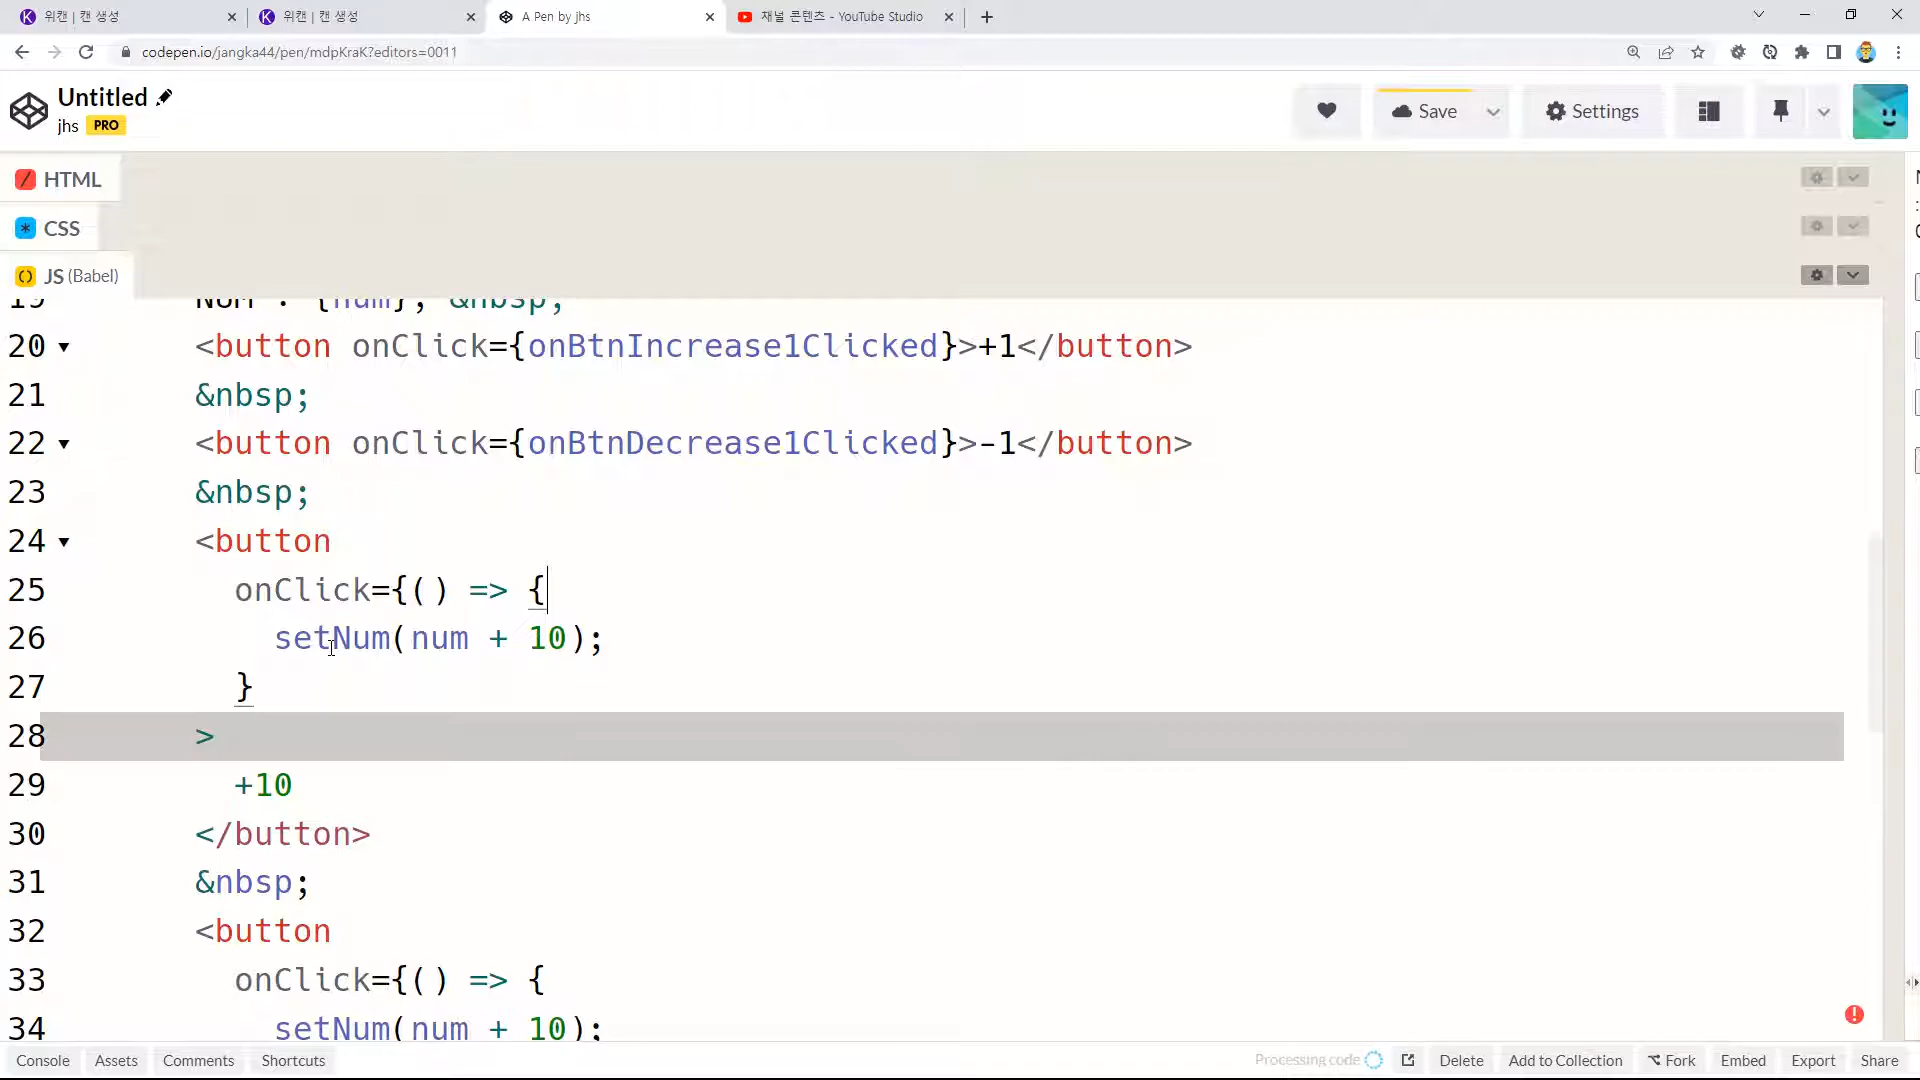 위캔 | 캔 생성
위캔 | 캔 생성
A Pen by jhs
채널 콘텐츠 - YouTube Studio
codepen.io/jangka44/pen/mdpKraK?editors=0011
Untitled
jhs PRO
Save
Settings
HTML
CSS
JS (Babel)
19 NUM : {num}, &nbsp;
20 <button onClick={onBtnIncrease1Clicked}>+1</button>
21 &nbsp;
22 <button onClick={onBtnDecrease1Clicked}>-1</button>
23 &nbsp;
24 <button
25 onClick={() => {
26 setNum(num + 10);
27 }
28 >
29 +10
30 </button>
31 &nbsp;
32 <button
33 onClick={() => {
34 setNum(num + 10);
Console Assets Comments Shortcuts
Processing code
Delete Add to Collection Fork Embed Export Share